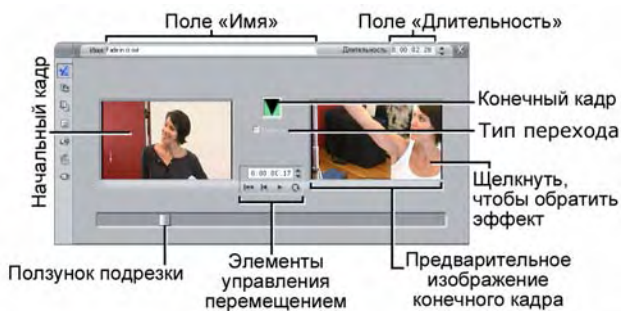 Поле «Имя»
Поле «Длительность»
Имя
Длительность
0:00:02.28
Начальный кадр
Конечный кадр
Тип перехода
0:00:00.17
Щелкнуть,
чтобы обратить
эффект
Ползунок подрезки
Элементы
управления
перемещением
Предварительное
изображение
конечного кадра